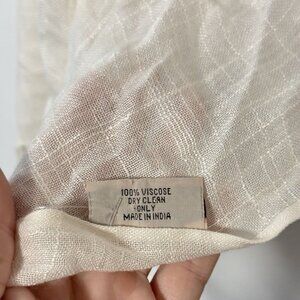 100% VISCOSE
DRY CLEAN
ONLY
MADE IN INDIA